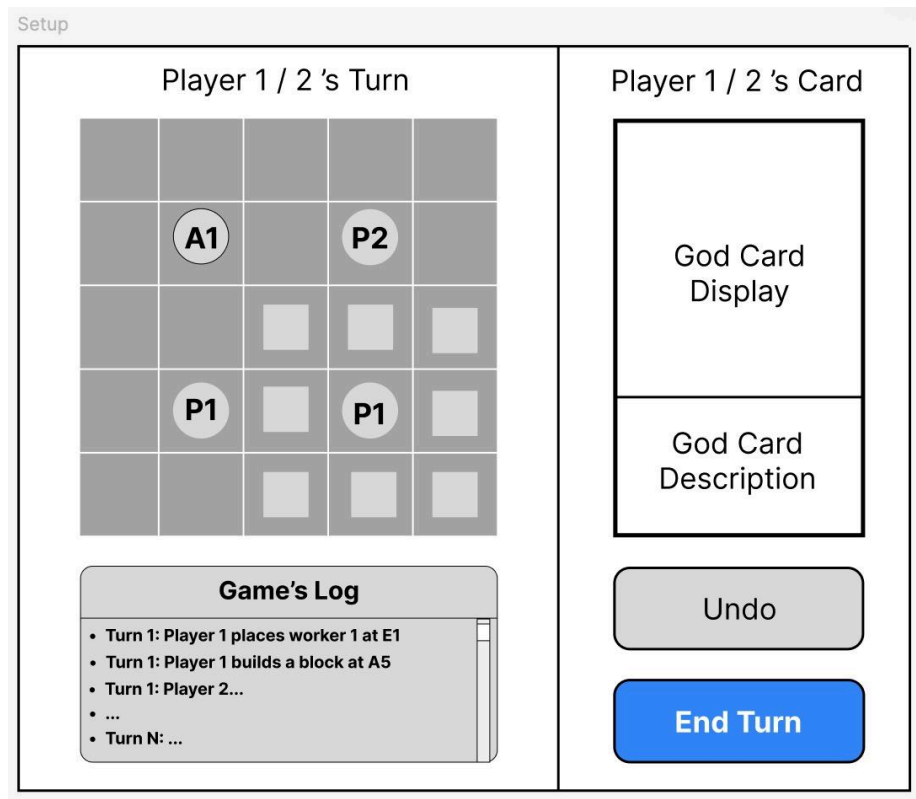 Setup
Player 1 / 2 ’s Turn
A1
P2
P1
P1
Game’s Log
• Turn 1: Player 1 places worker 1 at E1
• Turn 1: Player 1 builds a block at A5
• Turn 1: Player 2...
• ...
• Turn N: ...
Player 1 / 2 ’s Card
God Card
Display
God Card
Description
Undo
End Turn